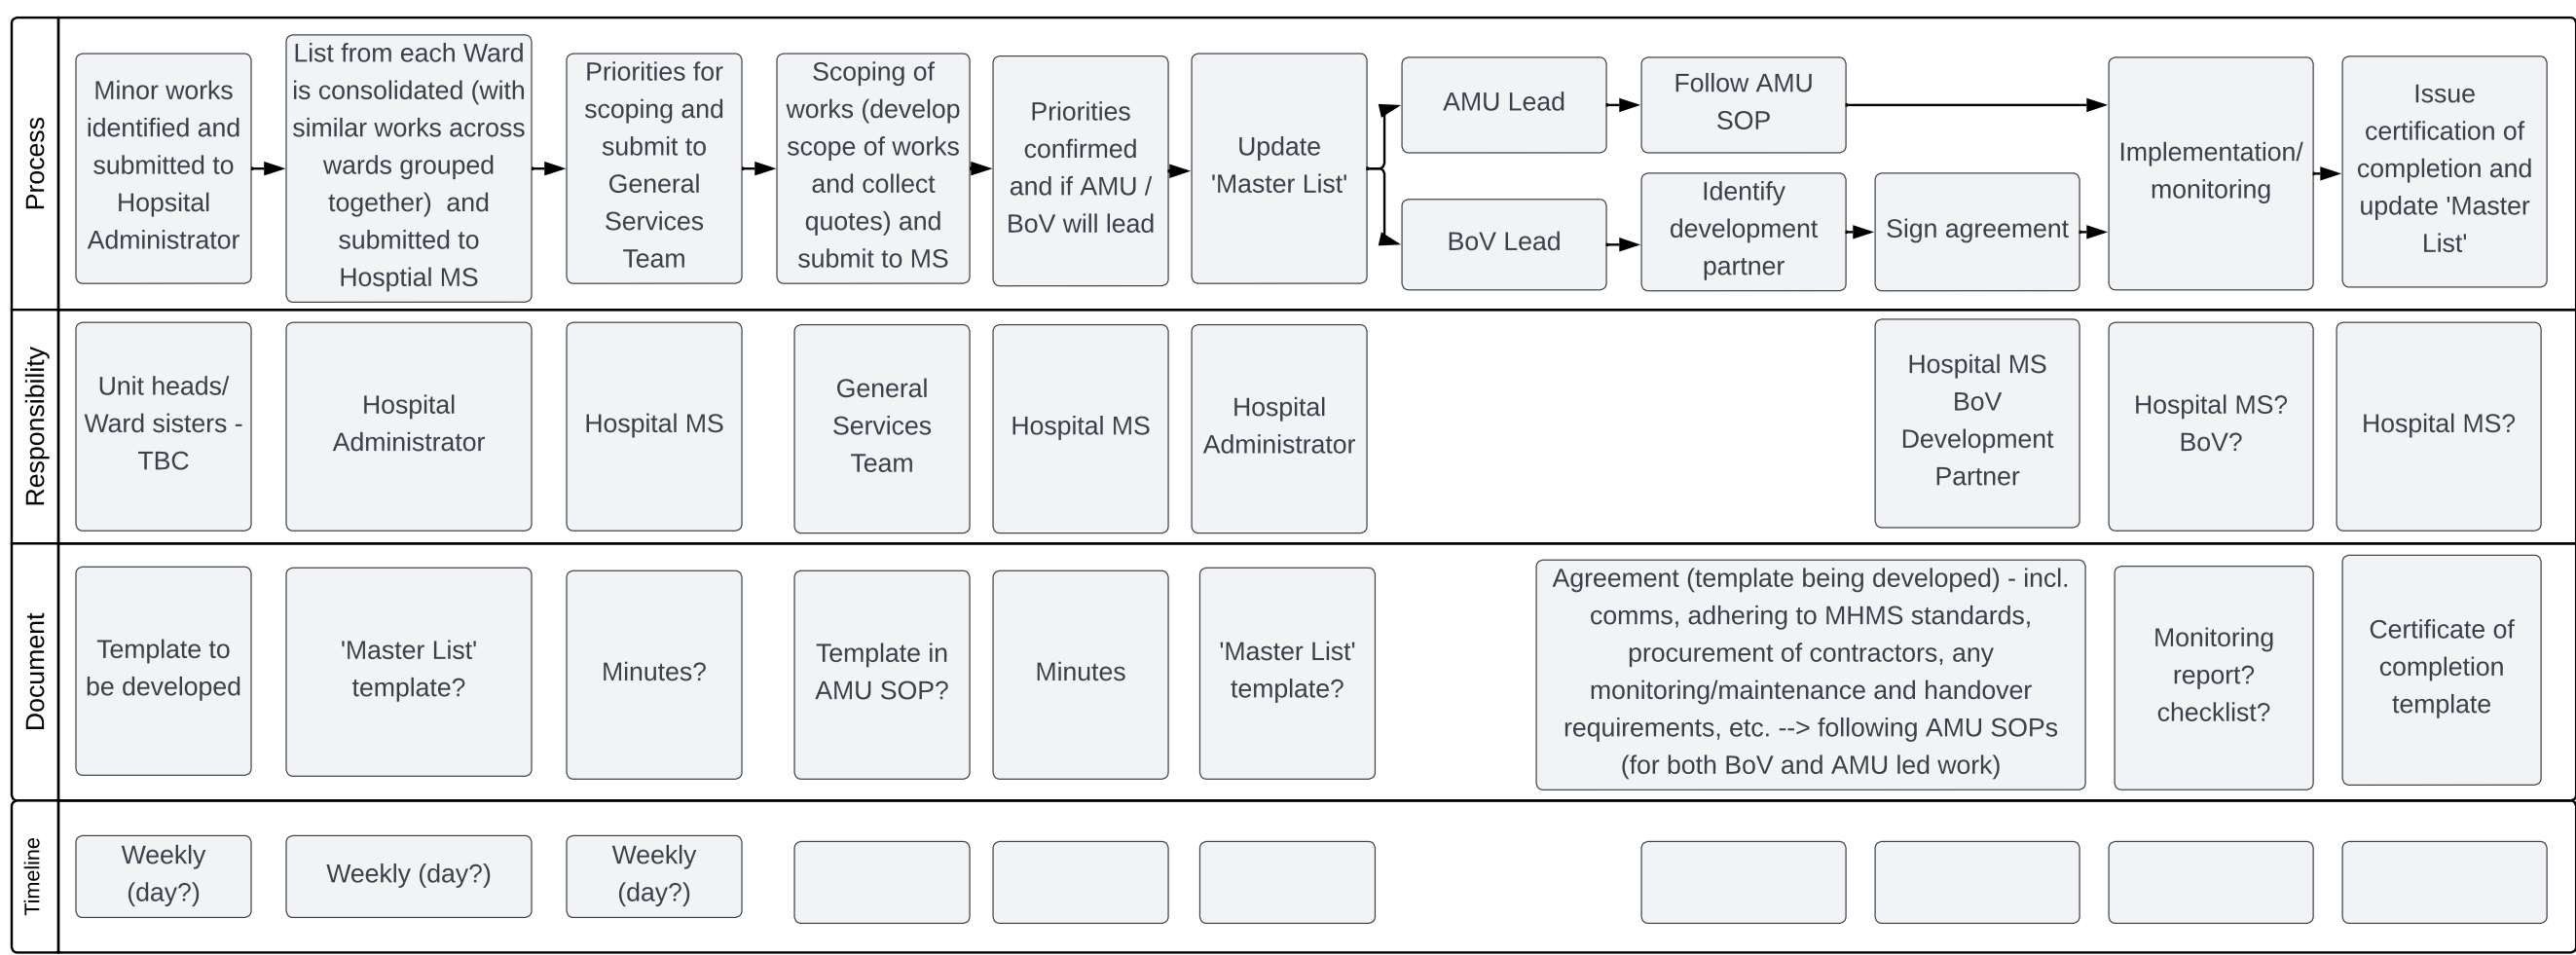 Process
Minor works
identified and
submitted to
Hopsital
Administrator
List from each Ward
is consolidated (with
similar works across
wards grouped
together)  and
submitted to
Hosptial MS
Priorities for
scoping and
submit to
General
Services
Team
Scoping of
works (develop
scope of works
and collect
quotes) and
submit to MS
Priorities
confirmed
and if AMU /
BoV will lead
Update
'Master List'
AMU Lead
Follow AMU
SOP
BoV Lead
Identify
development
partner
Sign agreement
Implementation/
monitoring
Issue
certification of
completion and
update 'Master
List'
Responsibility
Unit heads/
Ward sisters -
TBC
Hospital
Administrator
Hospital MS
General
Services
Team
Hospital MS
Hospital
Administrator
Hospital MS
BoV
Development
Partner
Hospital MS?
BoV?
Hospital MS?
Document
Template to
be developed
'Master List'
template?
Minutes?
Template in
AMU SOP?
Minutes
'Master List'
template?
Agreement (template being developed) - incl.
comms, adhering to MHMS standards,
procurement of contractors, any
monitoring/maintenance and handover
requirements, etc. --> following AMU SOPs
(for both BoV and AMU led work)
Monitoring
report?
checklist?
Certificate of
completion
template
Timeline
Weekly
(day?)
Weekly (day?)
Weekly
(day?)